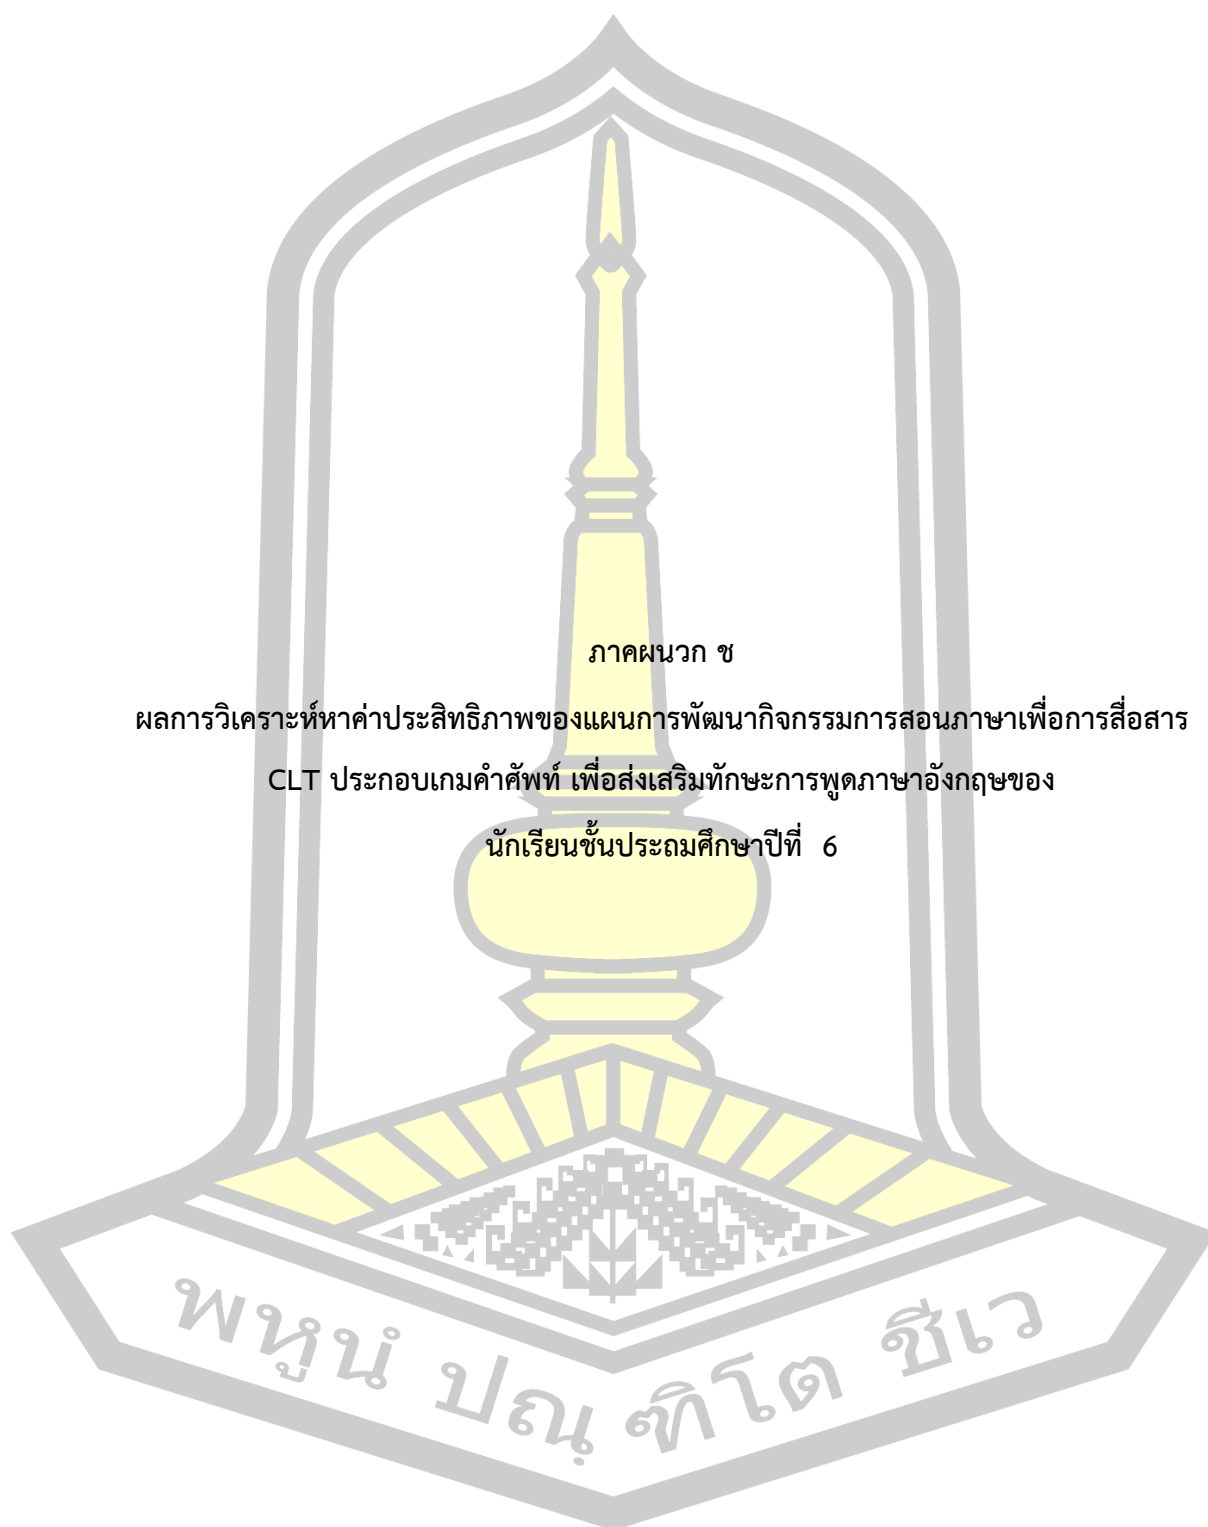 ภาคผนวก ช
ผลการวิเคราะห์หาค่าประสิทธิภาพของแผนการพัฒนากิจกรรมการสอนภาษาเพื่อการสื่อสาร
CLT ประกอบเกมคำศัพท์ เพื่อส่งเสริมทักษะการพูดภาษาอังกฤษของ
นักเรียนชั้นประถมศึกษาปีที่ 6
พหูนํ ปณฺฑิโต ชีเว